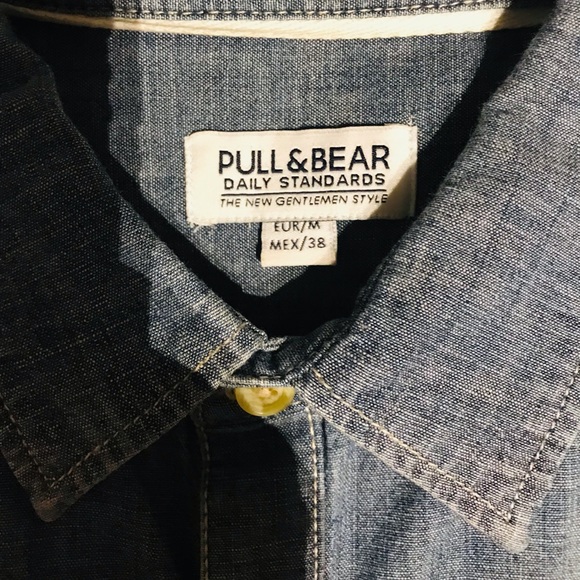 PULL&BEAR
DAILY STANDARDS
THE NEW GENTLEMEN STYLE
EUR/M
MEX/38